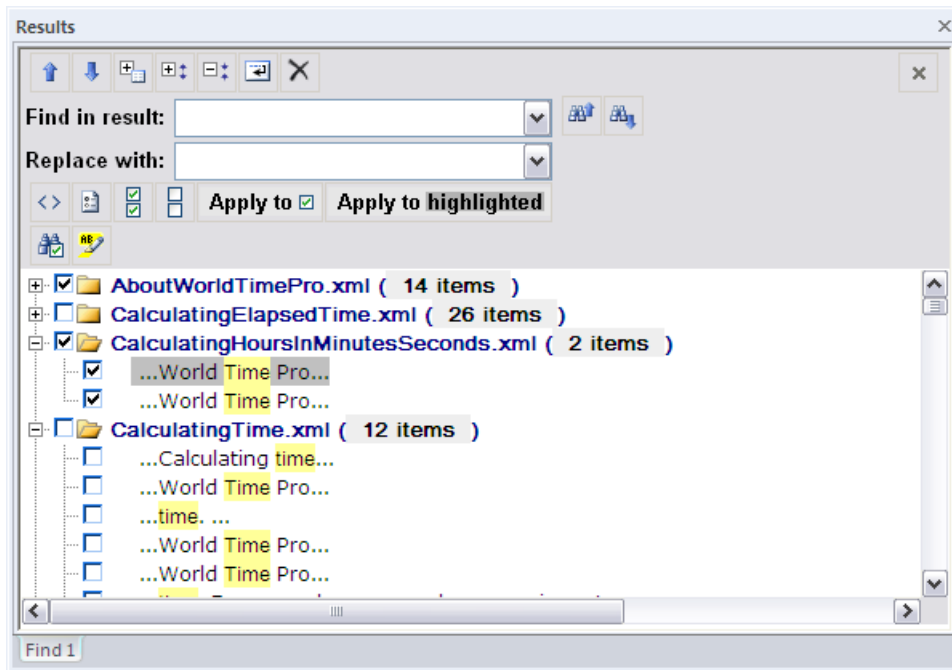 Results
Find in result:
Replace with:
Apply to Apply to highlighted
AboutWorldTimePro.xml ( 14 items )
CalculatingElapsedTime.xml ( 26 items )
CalculatingHoursInMinutesSeconds.xml ( 2 items )
...World Time Pro...
...World Time Pro...
CalculatingTime.xml ( 12 items )
...Calculating time...
...World Time Pro...
...time. ...
...World Time Pro...
...World Time Pro...
Find 1